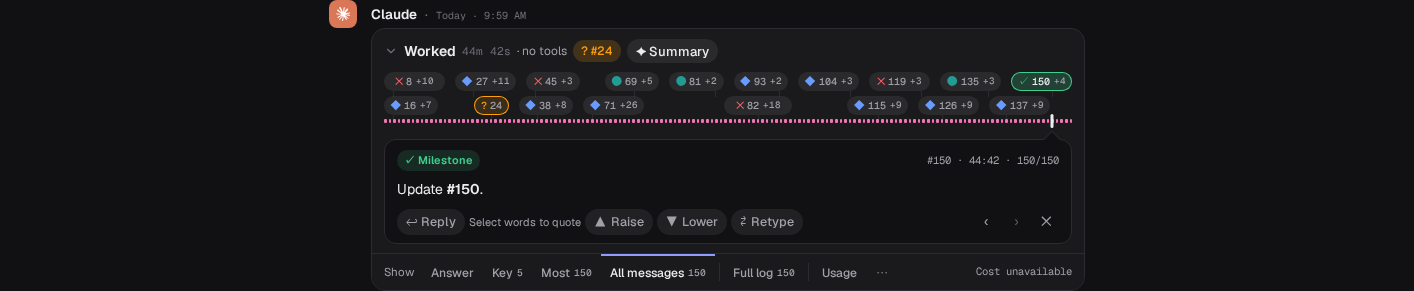 Claude · Today · 9:59 AM
Worked 44m 42s · no tools ? #24 ✦ Summary
✕ 8 +10 ◆ 27 +11 ✕ 45 +3 ● 69 +5 ● 81 +2 ◆ 93 +2 ◆ 104 +3 ✕ 119 +3 ● 135 +3 ✓ 150 +4
◆ 16 +7 ? 24 ◆ 38 +8 ◆ 71 +26 ✕ 82 +18 ◆ 115 +9 ◆ 126 +9 ◆ 137 +9
✓ Milestone #150 · 44:42 · 150/150
Update #150.
↩ Reply Select words to quote ▲ Raise ▼ Lower ⇄ Retype ‹ › ✕
Show Answer Key 5 Most 150 All messages 150 Full log 150 Usage ··· Cost unavailable